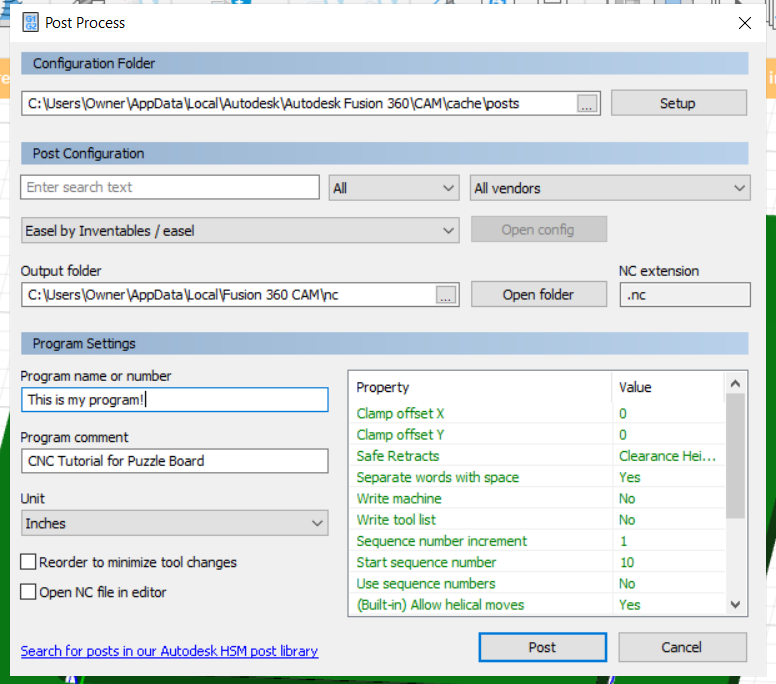 G1
G2
Post Process
Configuration Folder
C:\Users\Owner\AppData\Local\Autodesk\Autodesk Fusion 360\CAM\cache\posts
...
Setup
Post Configuration
Enter search text
All
All vendors
Easel by Inventables / easel
Open config
Output folder
NC extension
C:\Users\Owner\AppData\Local\Fusion 360 CAM\nc
...
Open folder
.nc
Program Settings
Program name or number
This is my program!
Program comment
CNC Tutorial for Puzzle Board
Unit
Inches
Reorder to minimize tool changes
Open NC file in editor
Property Value
Clamp offset X 0
Clamp offset Y 0
Safe Retracts Clearance Hei...
Separate words with space Yes
Write machine No
Write tool list No
Sequence number increment 1
Start sequence number 10
Use sequence numbers No
(Built-in) Allow helical moves Yes
Search for posts in our Autodesk HSM post library
Post
Cancel